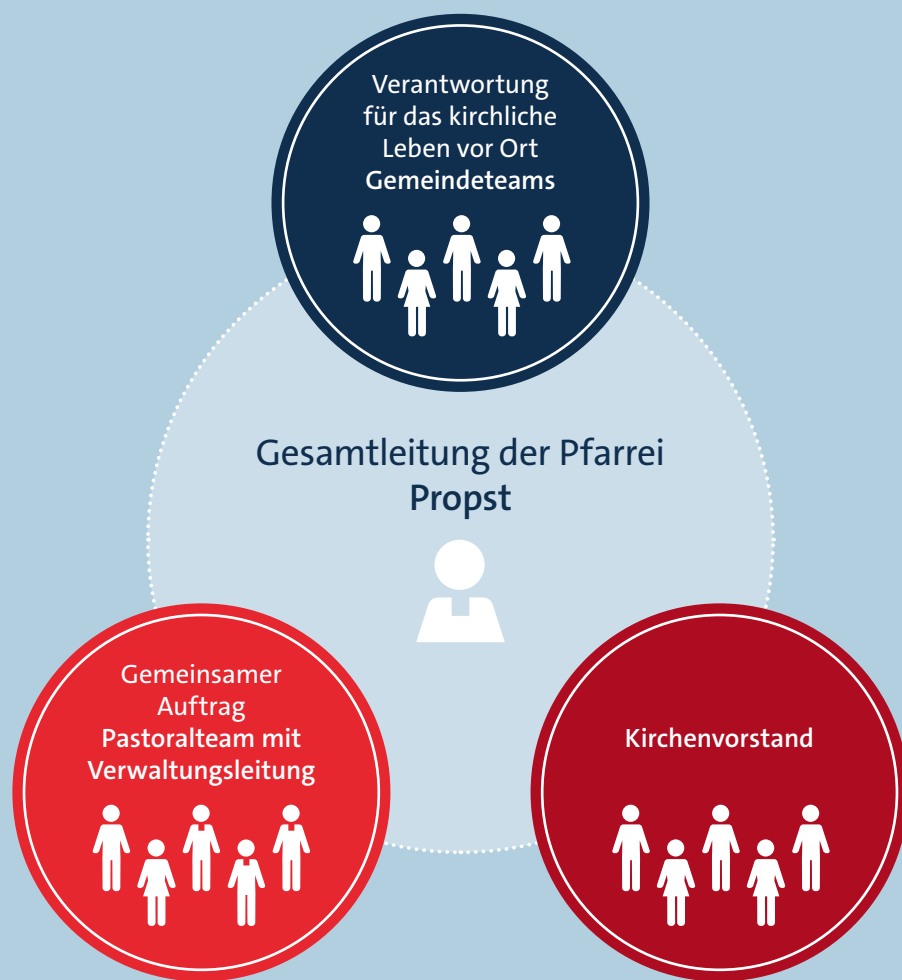 Verantwortung
für das kirchliche
Leben vor Ort
Gemeindeteams
Gesamtleitung der Pfarrei
Propst
Gemeinsamer
Auftrag
Pastoralteam mit
Verwaltungsleitung
Kirchenvorstand